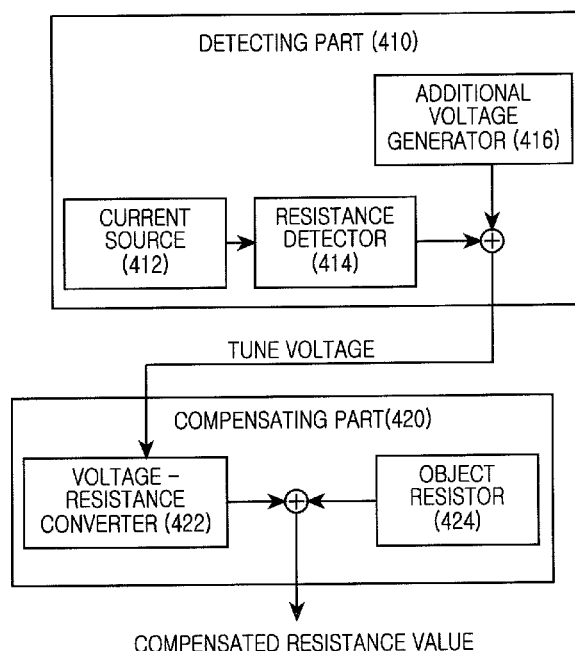 DETECTING PART (410)
ADDITIONAL
VOLTAGE
GENERATOR (416)
CURRENT
SOURCE
(412)
RESISTANCE
DETECTOR
(414)
TUNE VOLTAGE
COMPENSATING PART(420)
VOLTAGE –
RESISTANCE
CONVERTER (422)
OBJECT
RESISTOR
(424)
COMPENSATED RESISTANCE VALUE